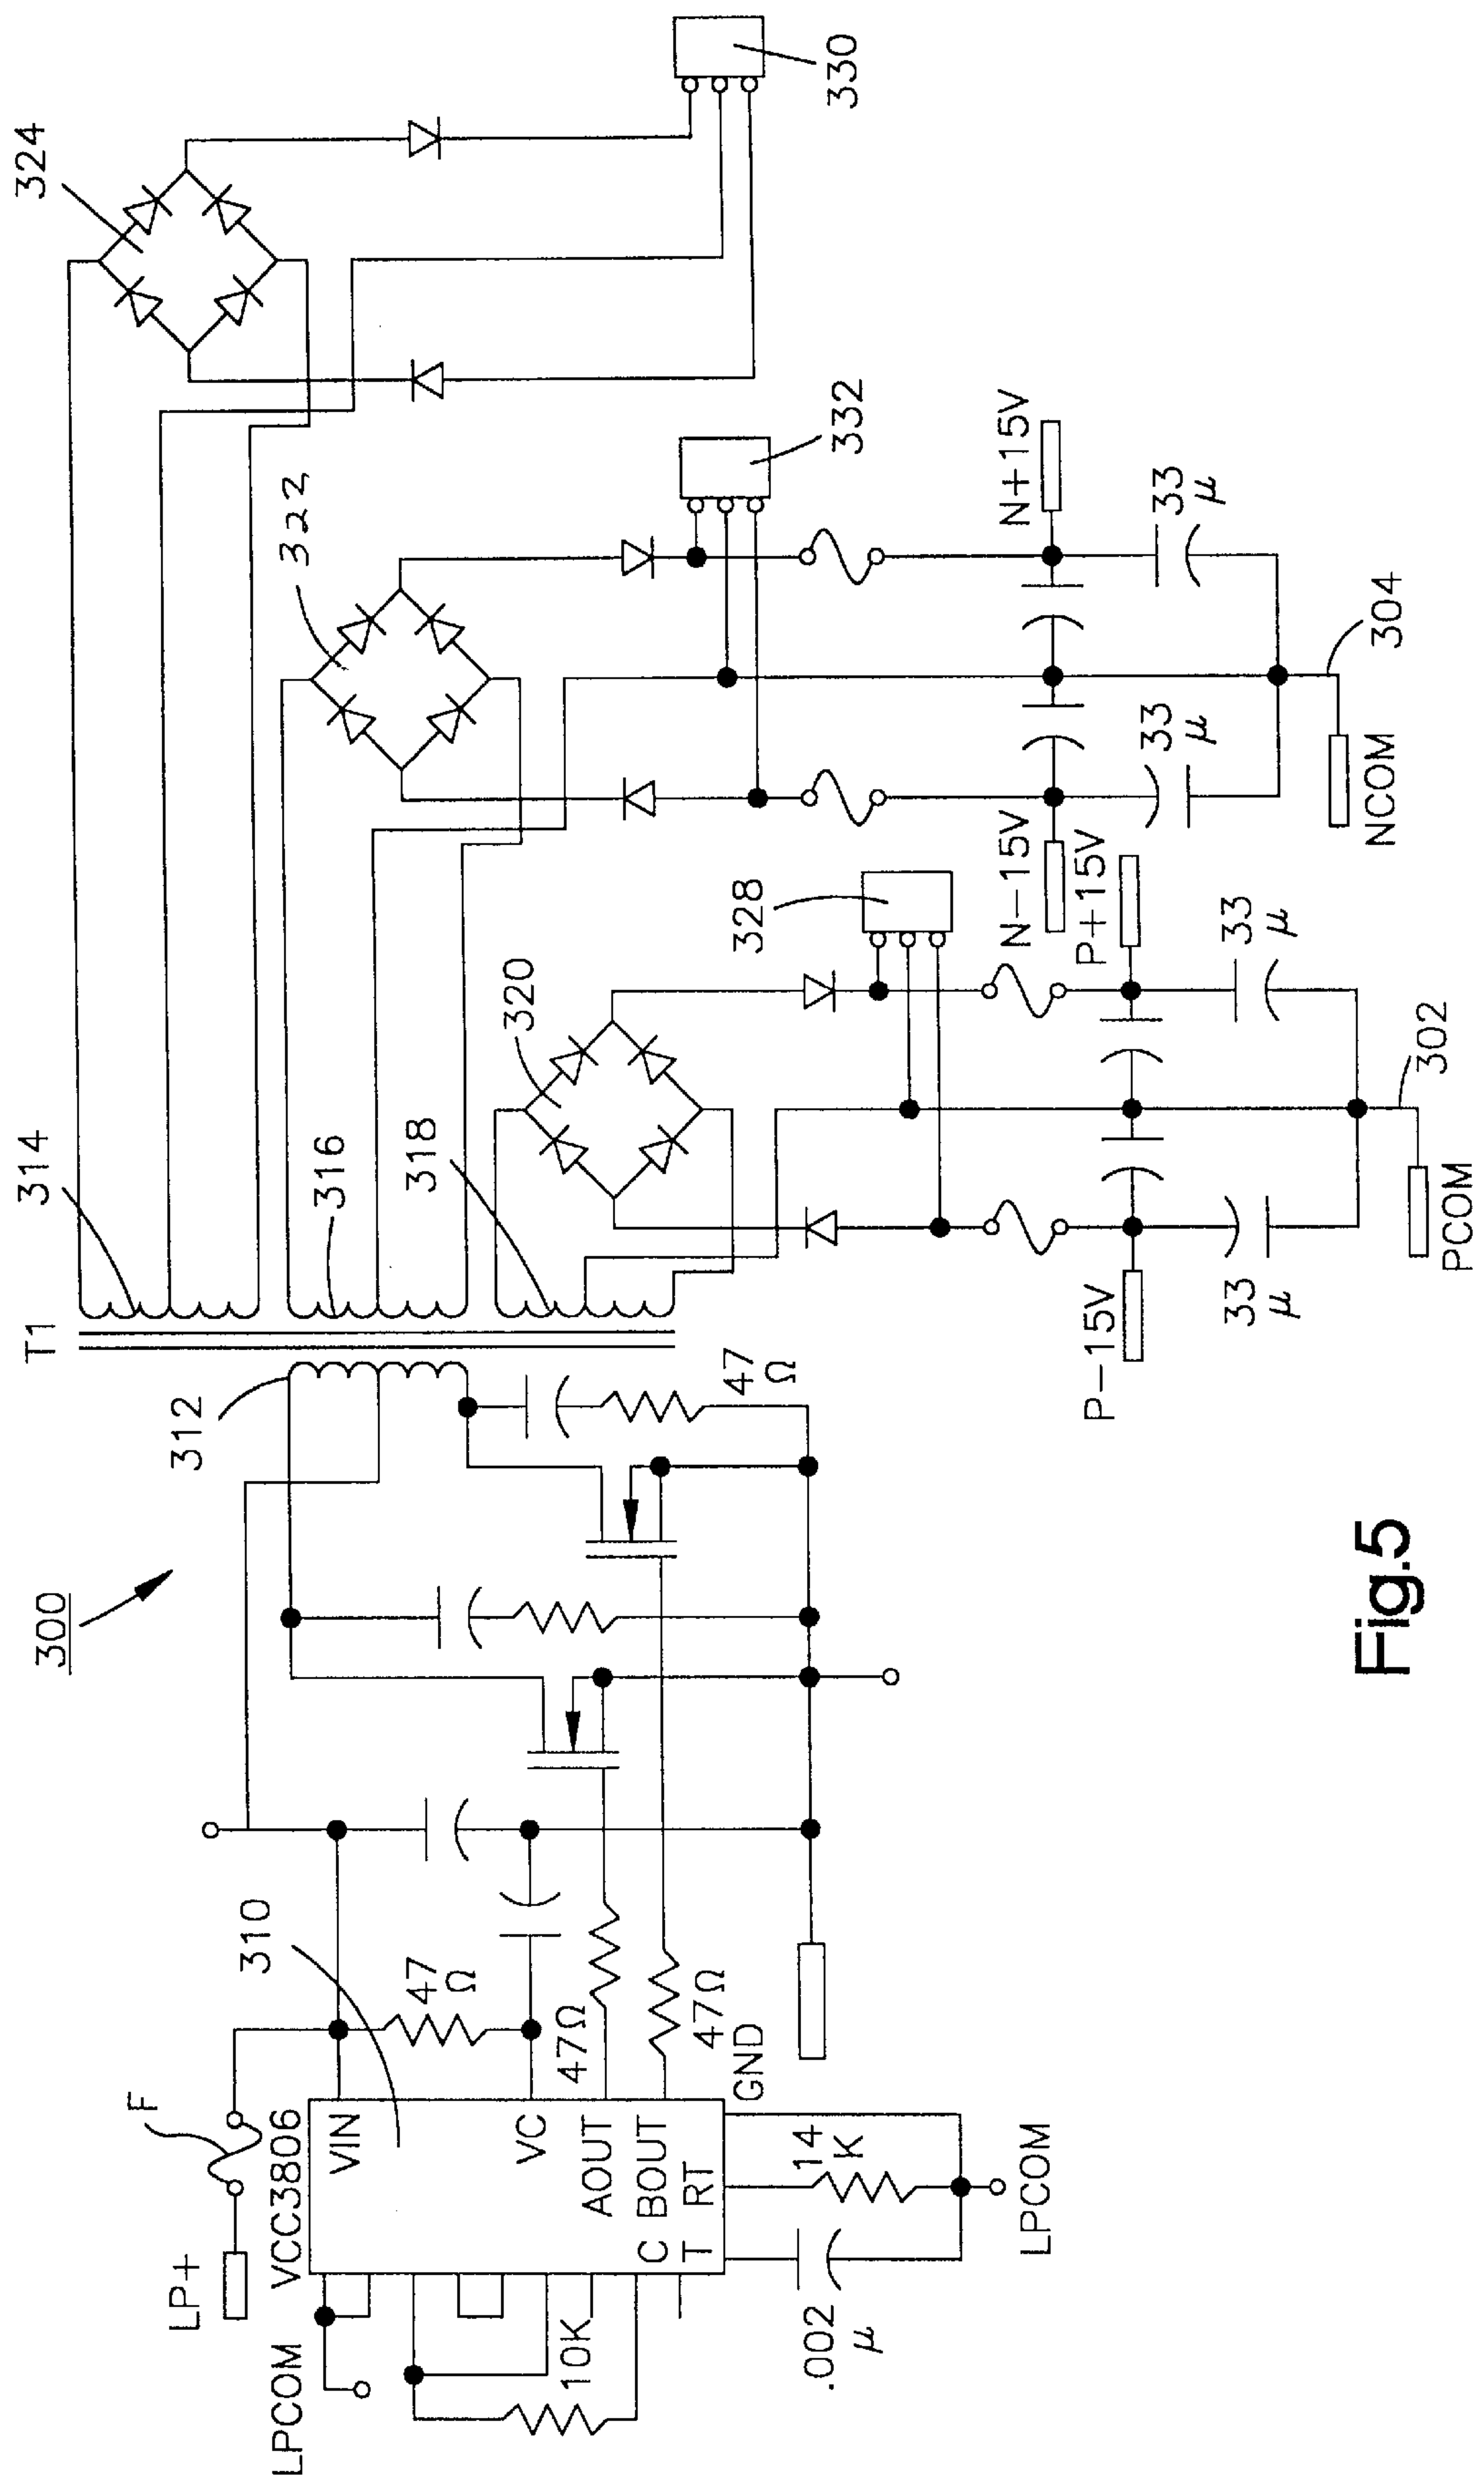 300
T1
314
324
312
316
322
318
320
330
332
328
N+15V
33
μ
304
33
μ
NCOM
N-15V
P+15V
33
μ
302
33
μ
PCOM
P-15V
47
Ω
LP+
F
310
VCC3806
LPCOM
VIN
47
Ω
VC
AOUT
47Ω
BOUT
47Ω
C
T
RT
GND
10K
14
K
.002
μ
LPCOM
Fig.5